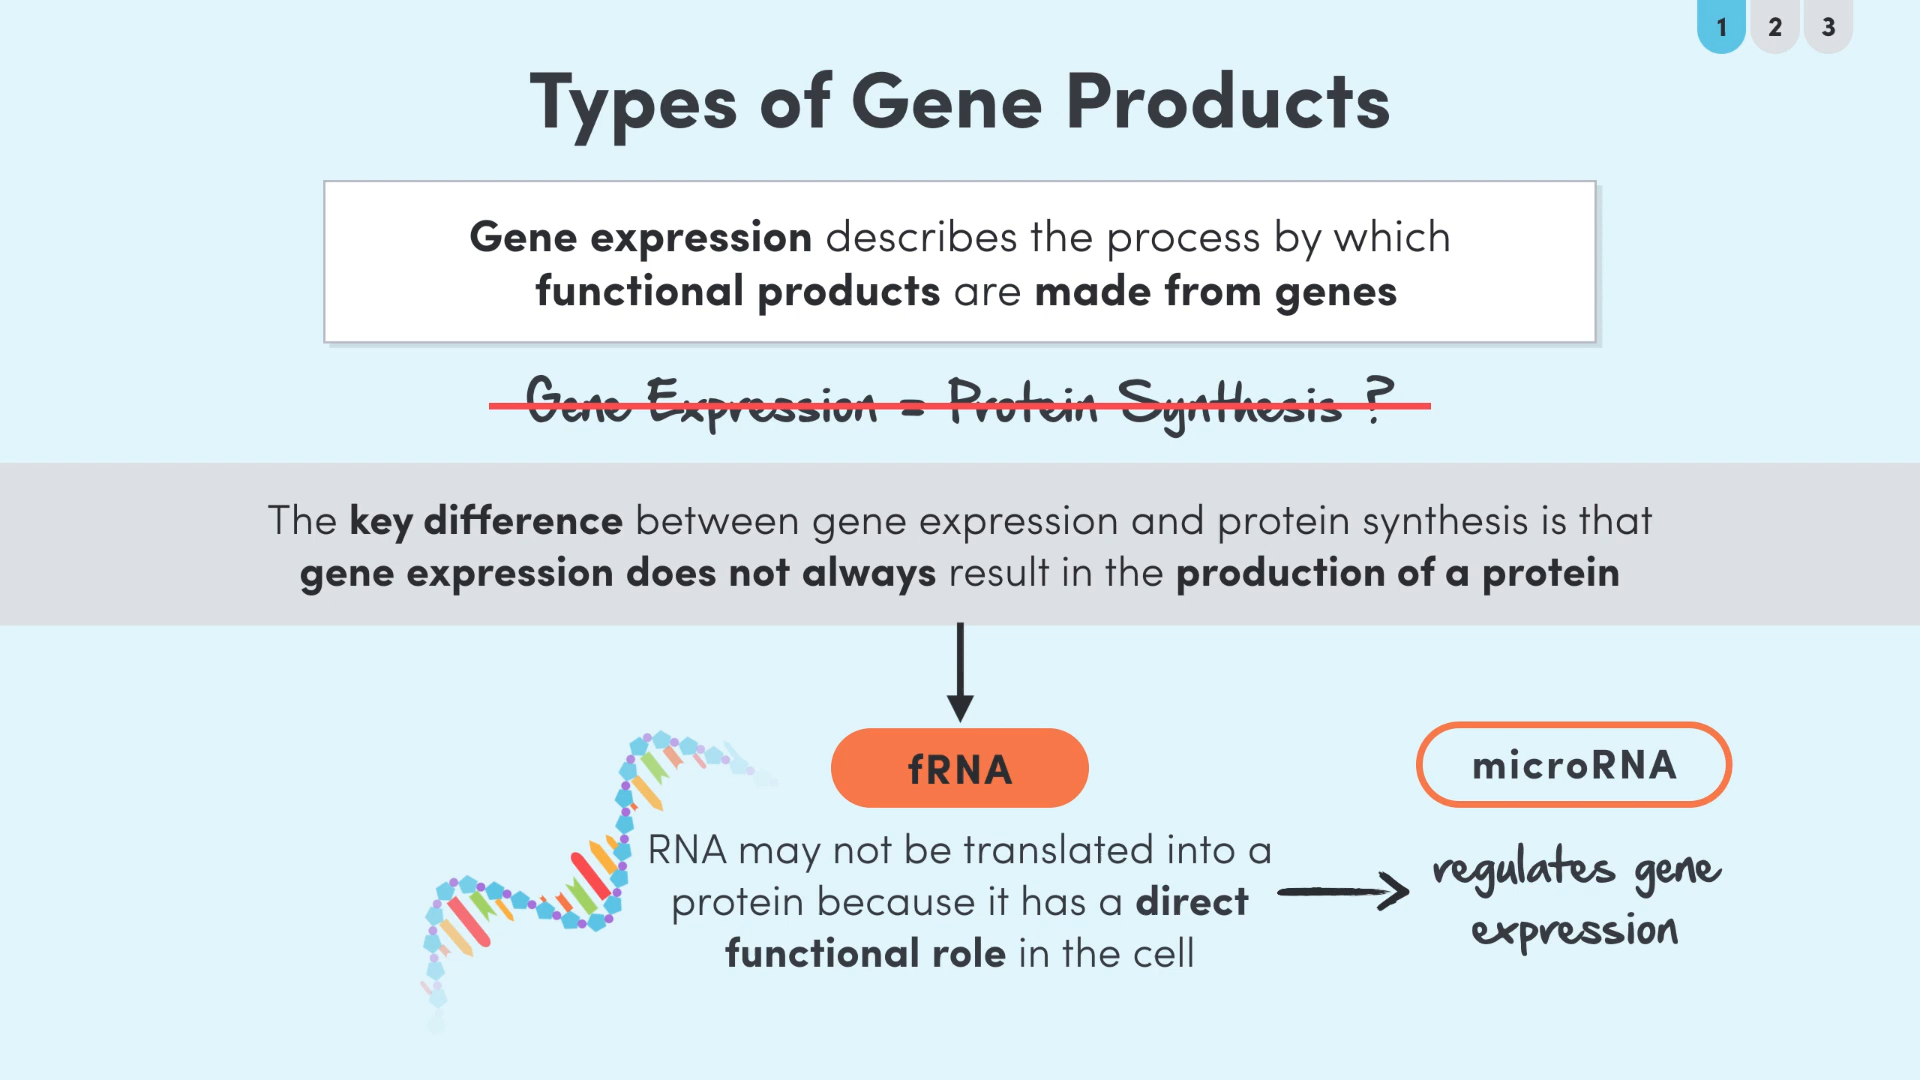 1 2 3
Types of Gene Products
Gene expression describes the process by which
functional products are made from genes
Gene Expression = Protein Synthesis ?
The key difference between gene expression and protein synthesis is that
gene expression does not always result in the production of a protein
fRNA
RNA may not be translated into a
protein because it has a direct
functional role in the cell
microRNA
regulates gene
expression